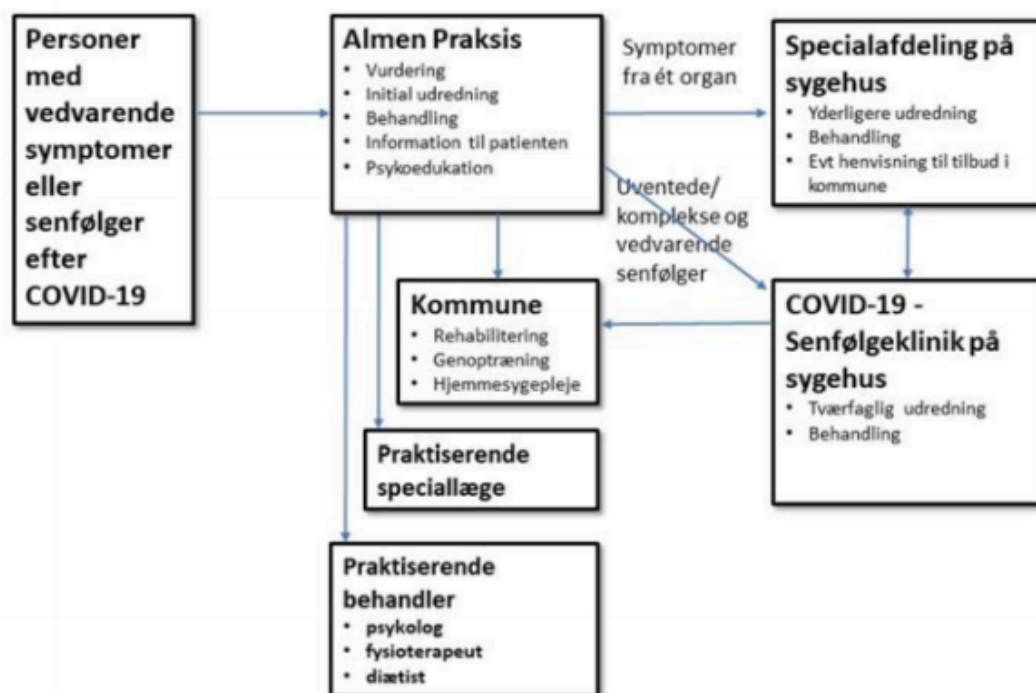 Personer
med
vedvarende
symptomer
eller
senfølger
efter
COVID-19
Almen Praksis
• Vurdering
• Initial udredning
• Behandling
• Information til patienten
• Psykoedukation
Symptomer
fra ét organ
Specialafdeling på
sygehus
• Yderligere udredning
• Behandling
• Evt henvisning til tilbud i
kommune
Uventede/
komplekse og
vedvarende
senfølger
Kommune
• Rehabilitering
• Genoptræning
• Hjemmesygepleje
COVID-19 -
Senfølgeklinik på
sygehus
• Tværfaglig udredning
• Behandling
Praktiserende
speciallæge
Praktiserende
behandler
• psykolog
• fysioterapeut
• diætist